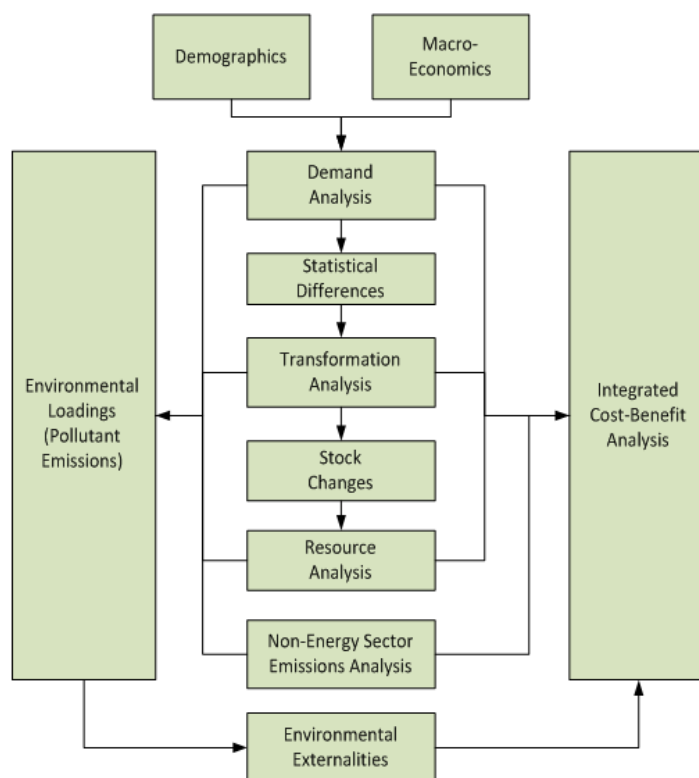 Demographics
Macro-
Economics
Demand
Analysis
Statistical
Differences
Transformation
Analysis
Environmental
Loadings
(Pollutant
Emissions)
Integrated
Cost-Benefit
Analysis
Stock
Changes
Resource
Analysis
Non-Energy Sector
Emissions Analysis
Environmental
Externalities